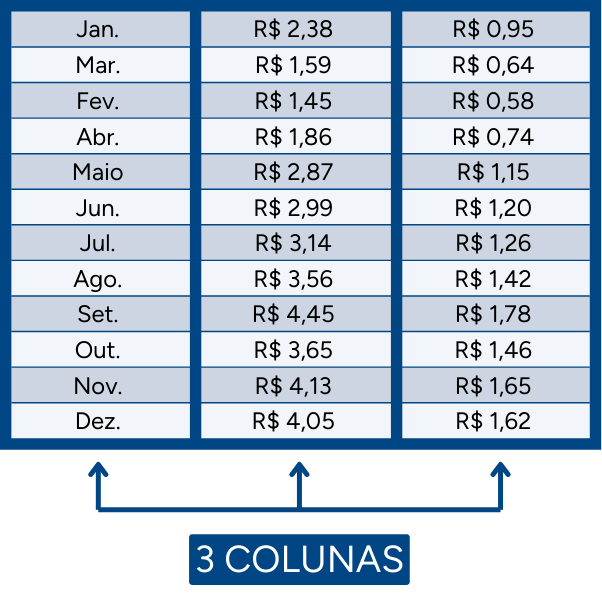 Jan. R$ 2,38 R$ 0,95
Mar. R$ 1,59 R$ 0,64
Fev. R$ 1,45 R$ 0,58
Abr. R$ 1,86 R$ 0,74
Maio R$ 2,87 R$ 1,15
Jun. R$ 2,99 R$ 1,20
Jul. R$ 3,14 R$ 1,26
Ago. R$ 3,56 R$ 1,42
Set. R$ 4,45 R$ 1,78
Out. R$ 3,65 R$ 1,46
Nov. R$ 4,13 R$ 1,65
Dez. R$ 4,05 R$ 1,62
3 COLUNAS